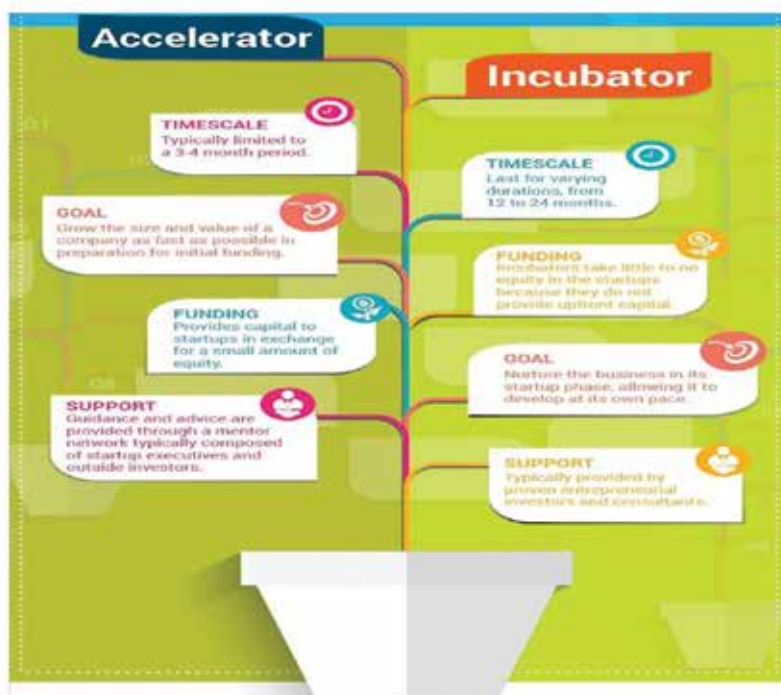 Accelerator
TIMESCALE
Typically limited to
a 3-4 month period.
GOAL
Grow the size and value of a
company as fast as possible in
preparation for initial funding.
FUNDING
Provides capital to
startups in exchange
for a small amount of
equity.
SUPPORT
Guidance and advice are
provided through a mentor
network typically composed
of startup executives and
outside investors.
Incubator
TIMESCALE
Last for varying
durations, from
12 to 24 months.
FUNDING
Incubators take little to no
equity in the startups
because they do not
provide upfront capital.
GOAL
Nurture the business in its
startup phase, allowing it to
develop at its own pace.
SUPPORT
Typically provided by
proven entrepreneurial
investors and consultants.